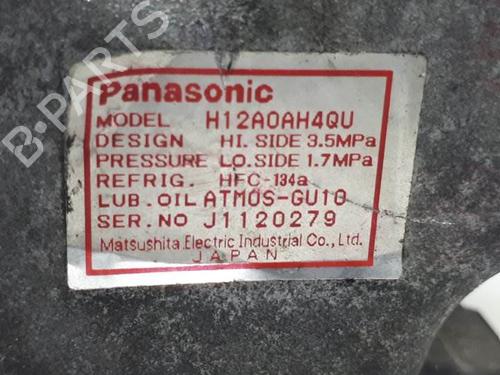 Panasonic
MODEL H12A0AH4QU
DESIGN HI. SIDE 3.5MPa
PRESSURE LO.SIDE 1.7MPa
REFRIG. HFC-134a
LUB. OIL ATMOS-GU10
SER. NO J1120279
Matsushita Electric Industrial Co., Ltd.
JAPAN
B-PARTS